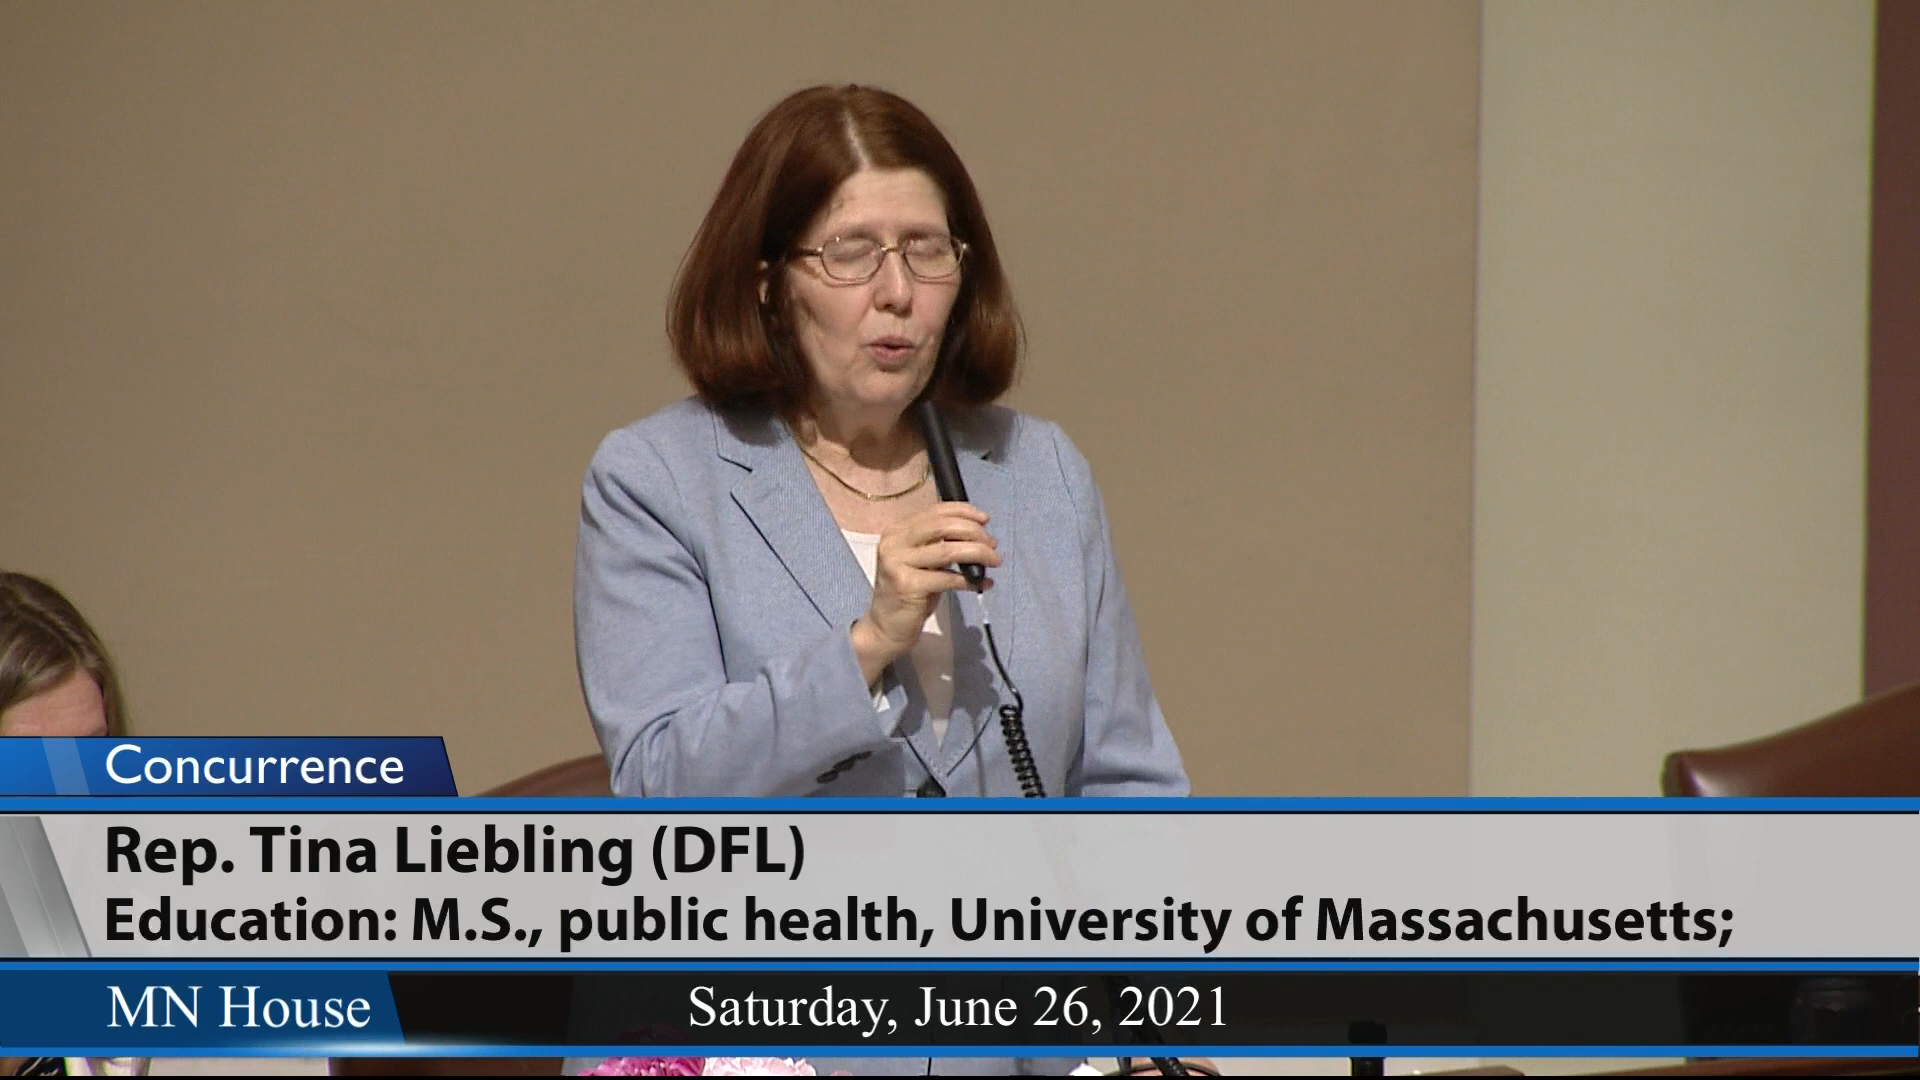 Concurrence
Rep. Tina Liebling (DFL)
Education: M.S., public health, University of Massachusetts;
MN House
Saturday, June 26, 2021